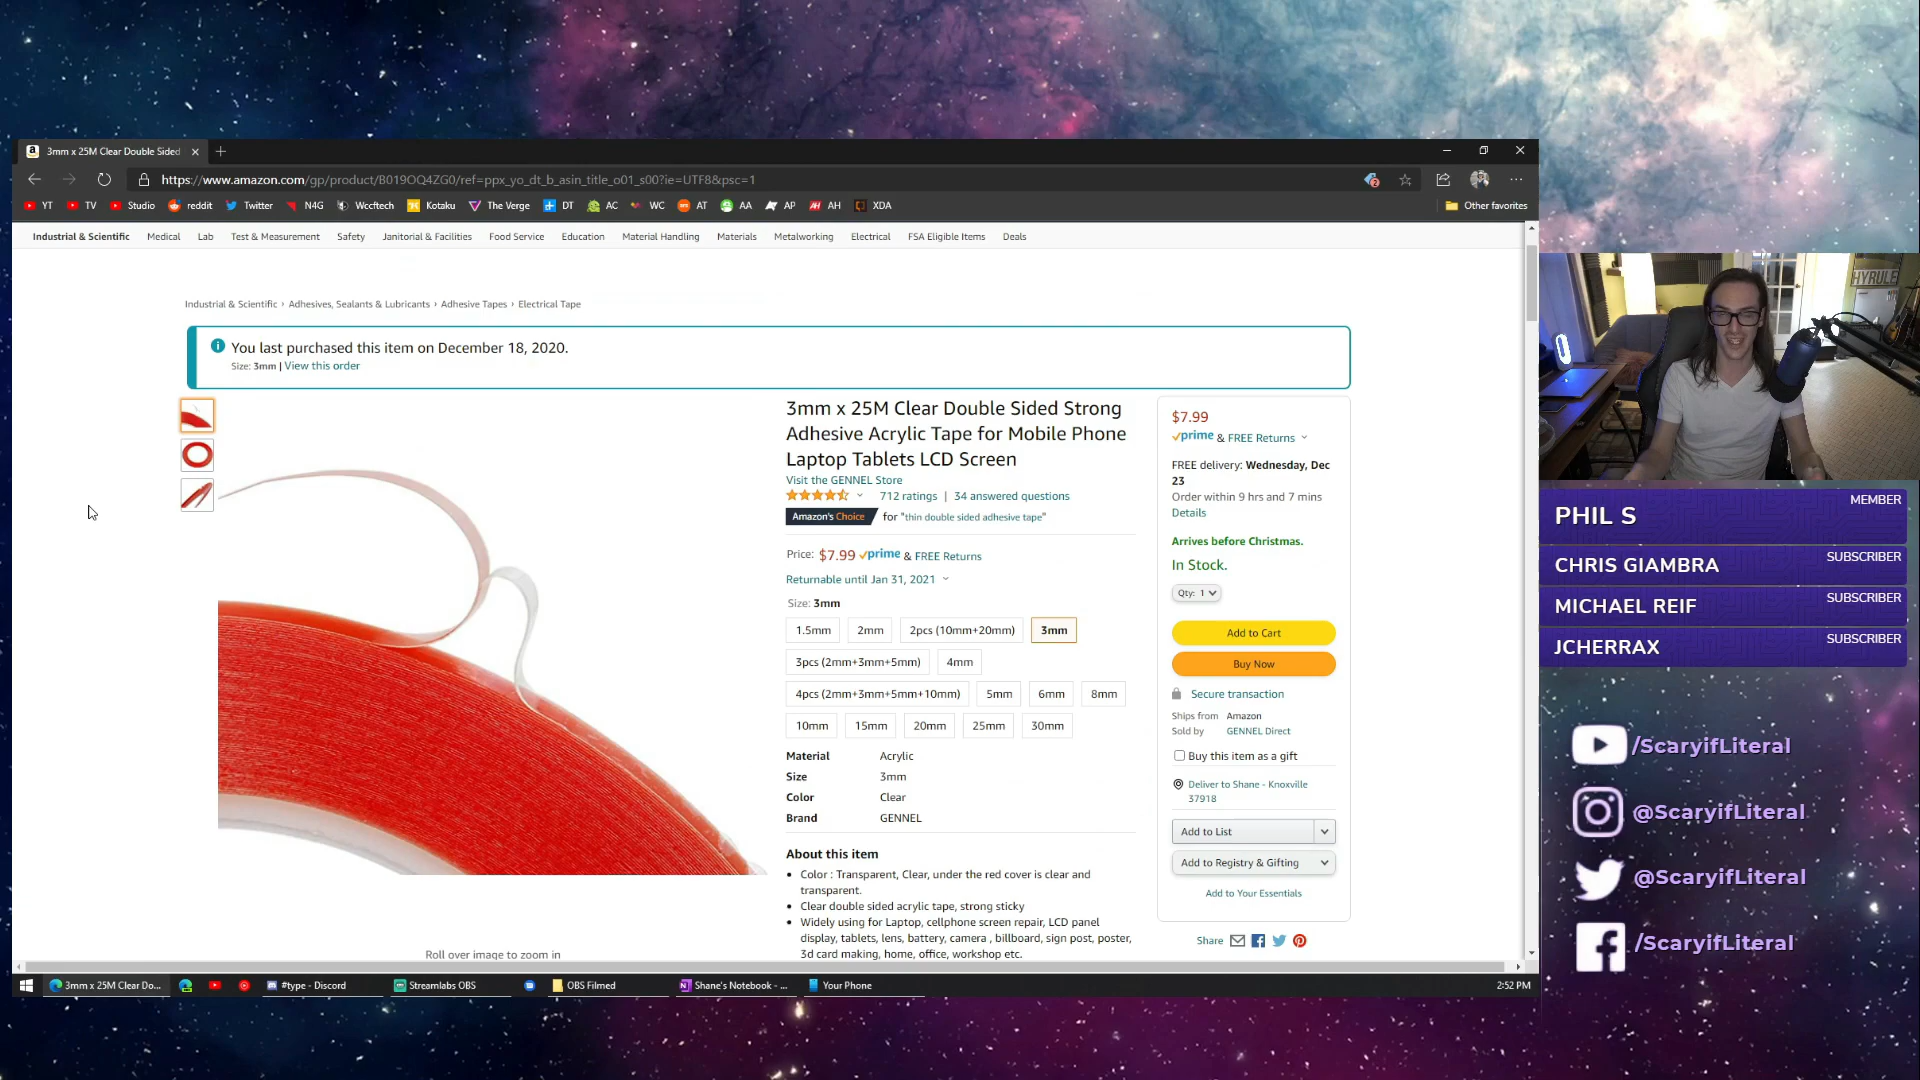 3mm x 25M Clear Double Sided
https://www.amazon.com/gp/product/B019OQ4ZG0/ref=ppx_yo_dt_b_asin_title_o01_s00?ie=UTF8&psc=1
YT TV Studio reddit Twitter N4G Wccftech Kotaku The Verge DT AC WC AT AA AP AH XDA Other favorites
Industrial & Scientific Medical Lab Test & Measurement Safety Janitorial & Facilities Food Service Education Material Handling Materials Metalworking Electrical FSA Eligible Items Deals
Industrial & Scientific › Adhesives, Sealants & Lubricants › Adhesive Tapes › Electrical Tape
You last purchased this item on December 18, 2020.
Size: 3mm | View this order
3mm x 25M Clear Double Sided Strong
Adhesive Acrylic Tape for Mobile Phone
Laptop Tablets LCD Screen
Visit the GENNEL Store
712 ratings | 34 answered questions
Amazon's Choice for "thin double sided adhesive tape"
Price: $7.99 prime & FREE Returns
Returnable until Jan 31, 2021
Size: 3mm
1.5mm 2mm 2pcs (10mm+20mm) 3mm
3pcs (2mm+3mm+5mm) 4mm
4pcs (2mm+3mm+5mm+10mm) 5mm 6mm 8mm
10mm 15mm 20mm 25mm 30mm
Material Acrylic
Size 3mm
Color Clear
Brand GENNEL
About this item
Color : Transparent, Clear, under the red cover is clear and
transparent.
Clear double sided acrylic tape, strong sticky
Widely using for Laptop, cellphone screen repair, LCD panel
display, tablets, lens, battery, camera , billboard, sign post, poster,
3d card making, home, office, workshop etc.
Roll over image to zoom in
$7.99
prime & FREE Returns
FREE delivery: Wednesday, Dec
23
Order within 9 hrs and 7 mins
Details
Arrives before Christmas.
In Stock.
Qty: 1
Add to Cart
Buy Now
Secure transaction
Ships from Amazon
Sold by GENNEL Direct
Buy this item as a gift
Deliver to Shane - Knoxville
37918
Add to List
Add to Registry & Gifting
Add to Your Essentials
Share
3mm x 25M Clear Do... #type - Discord Streamlabs OBS OBS Filmed Shane's Notebook - ... Your Phone 2:52 PM
HYRULE
MEMBER
PHIL S
SUBSCRIBER
CHRIS GIAMBRA
SUBSCRIBER
MICHAEL REIF
SUBSCRIBER
JCHERRAX
/ScaryifLiteral
@ScaryifLiteral
@ScaryifLiteral
/ScaryifLiteral